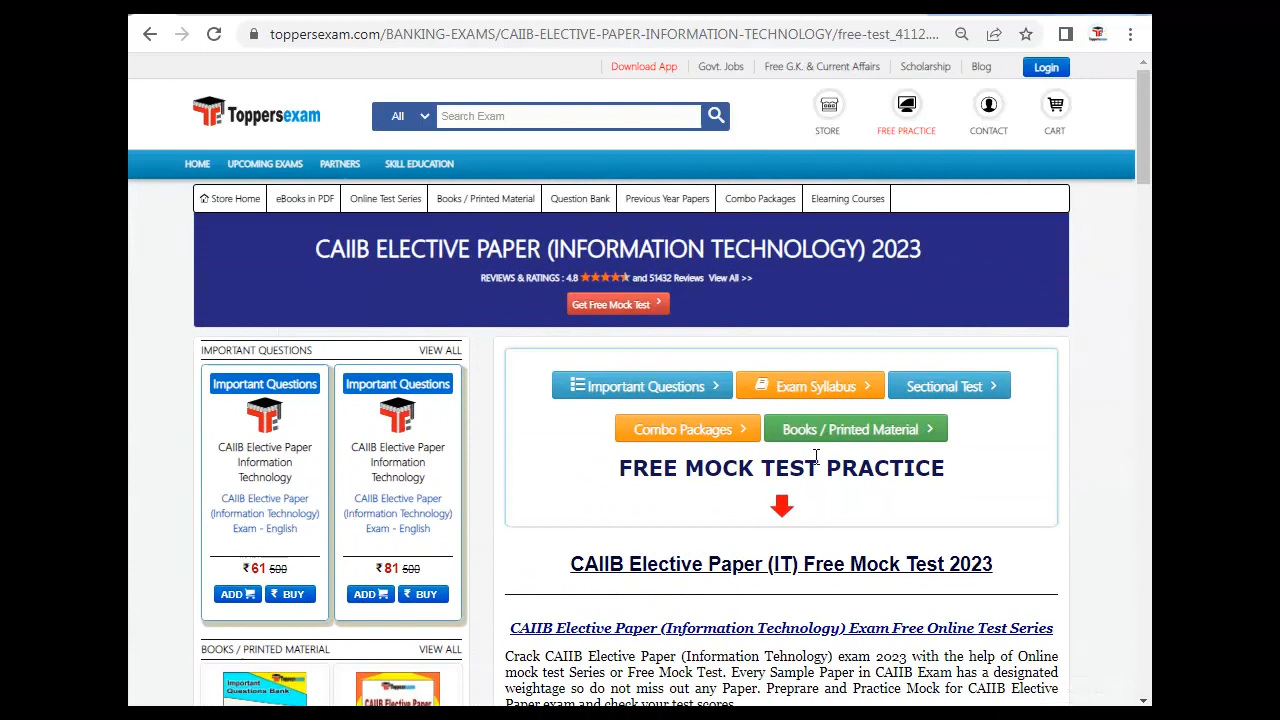 toppersexam.com/BANKING-EXAMS/CAIIB-ELECTIVE-PAPER-INFORMATION-TECHNOLOGY/free-test_4112....
Download App
Govt. Jobs
Free G.K. & Current Affairs
Scholarship
Blog
Login
Toppersexam
All
Search Exam
STORE
FREE PRACTICE
CONTACT
CART
HOME
UPCOMING EXAMS
PARTNERS
SKILL EDUCATION
Store Home
eBooks in PDF
Online Test Series
Books / Printed Material
Question Bank
Previous Year Papers
Combo Packages
Elearning Courses
CAIIB ELECTIVE PAPER (INFORMATION TECHNOLOGY) 2023
REVIEWS & RATINGS : 4.8 and 51432 Reviews View All >>
Get Free Mock Test
IMPORTANT QUESTIONS
VIEW ALL
Important Questions
CAIIB Elective Paper
Information
Technology
CAIIB Elective Paper
(Information Technology)
Exam - English
₹ 61 500
ADD
₹ BUY
Important Questions
CAIIB Elective Paper
Information
Technology
CAIIB Elective Paper
(Information Technology)
Exam - English
₹ 81 500
ADD
₹ BUY
BOOKS / PRINTED MATERIAL
VIEW ALL
Important
Questions Bank
Toppersexam
CAIIB Elective Paper
Important Questions
Exam Syllabus
Sectional Test
Combo Packages
Books / Printed Material
FREE MOCK TEST PRACTICE
CAIIB Elective Paper (IT) Free Mock Test 2023
CAIIB Elective Paper (Information Technology) Exam Free Online Test Series
Crack CAIIB Elective Paper (Information Tehnology) exam 2023 with the help of Online
mock test Series or Free Mock Test. Every Sample Paper in CAIIB Exam has a designated
weightage so do not miss out any Paper. Preprare and Practice Mock for CAIIB Elective
Paper exam and check your test scores.